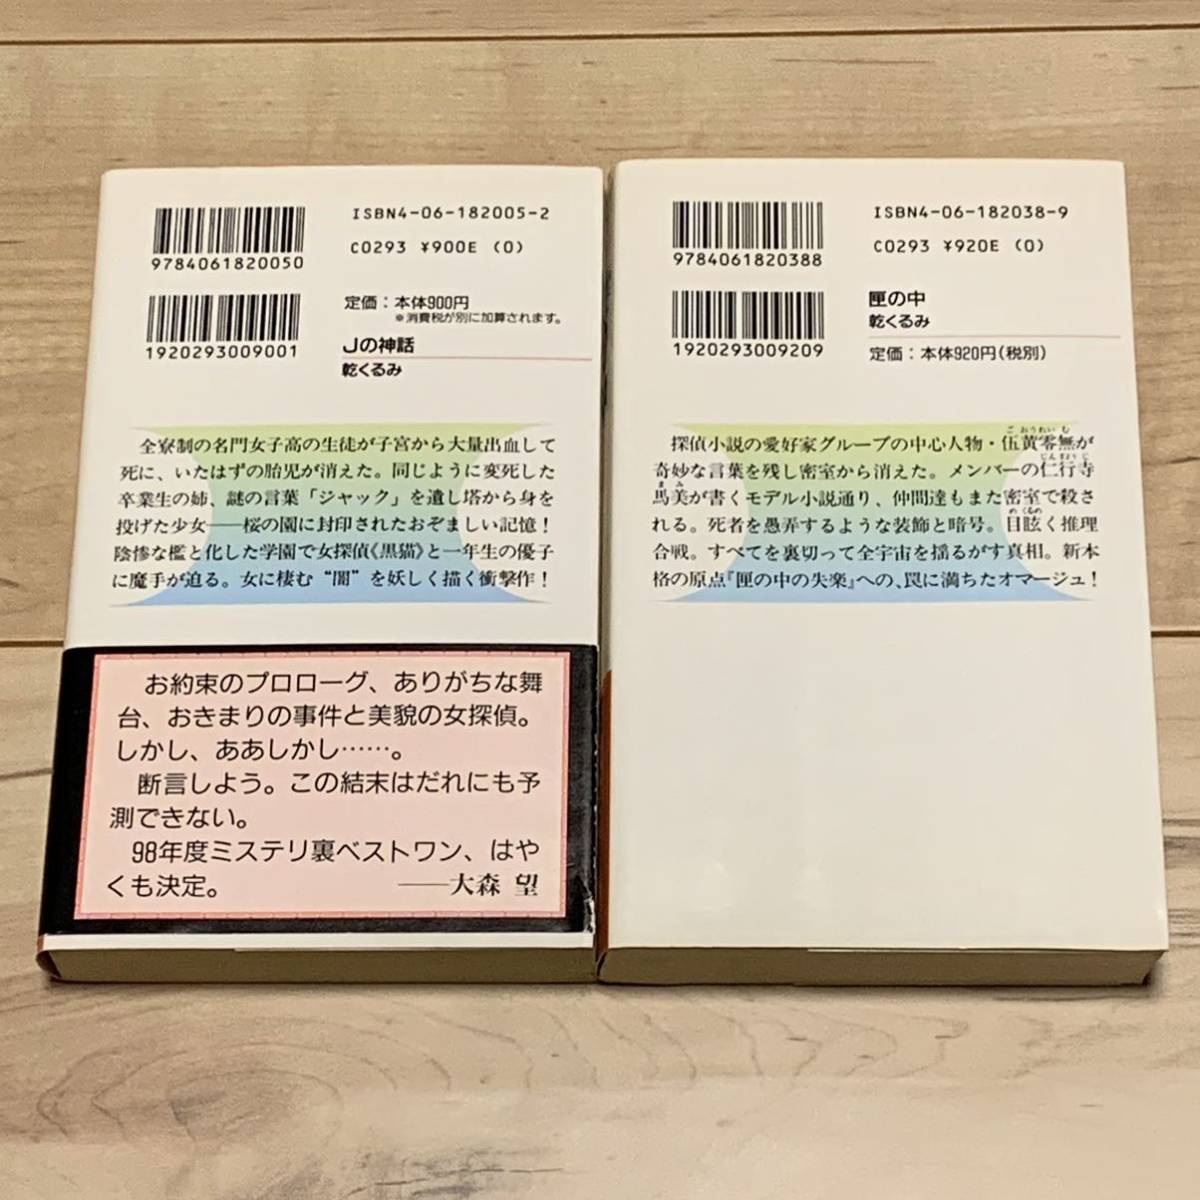 ISBN4-06-182005-2
9784061820050
C0293 ¥900E (0)
1920293009001
定価：本体900円
※消費税が別に加算されます。
Jの神話
乾くるみ
全寮制の名門女子高の生徒が子宮から大量出血して
死に、いたはずの胎児が消えた。同じように変死した
卒業生の姉、謎の言葉「ジャック」を遺し塔から身を
投げた少女――桜の園に封印されたおぞましい記憶！
陰惨な檻と化した学園で女探偵《黒猫》と一年生の優子
に魔手が迫る。女に棲む“闇”を妖しく描く衝撃作！
お約束のプロローグ、ありがちな舞
台、おきまりの事件と美貌の女探偵。
しかし、ああしかし……。
断言しよう。この結末はだれにも予
測できない。
98年度ミステリ裏ベストワン、はや
くも決定。 ――大森 望
ISBN4-06-182038-9
9784061820388
C0293 ¥920E (0)
1920293009209
匣の中
乾くるみ
定価：本体920円（税別）
探偵小説の愛好家グループの中心人物・伍黄零無が
ご おうれい む
奇妙な言葉を残し密室から消えた。メンバーの仁行寺
じんぎょうじ
馬美が書くモデル小説通り、仲間達もまた密室で殺さ
ま み
れる。死者を愚弄するような装飾と暗号。目眩く推理
めくるめ
合戦。すべてを裏切って全宇宙を揺るがす真相。新本
格の原点『匣の中の失楽』への、罠に満ちたオマージュ！